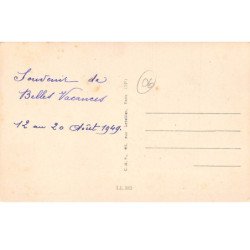 Souvenir de
Belles Vacances
12 au 20 Août 1949.
06